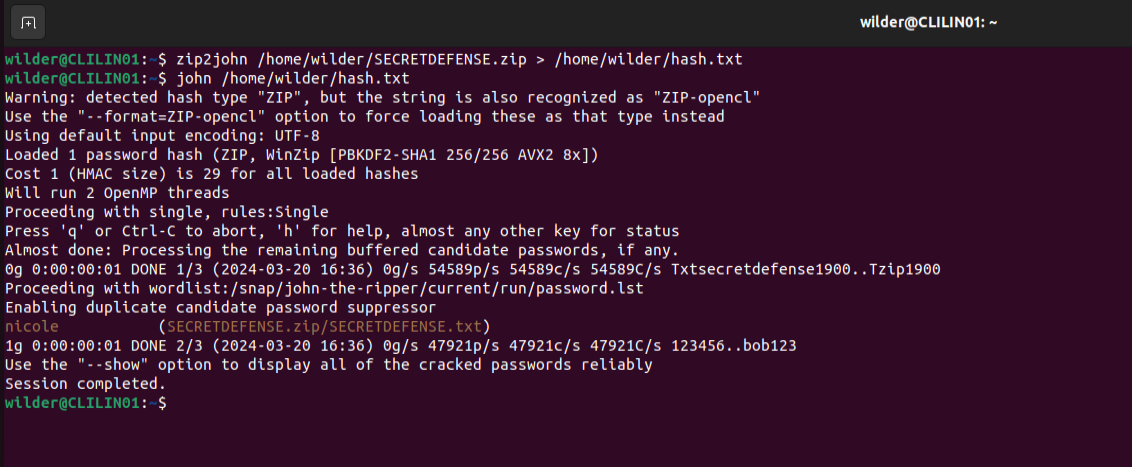 wilder@CLILIN01: ~
wilder@CLILIN01:~$ zip2john /home/wilder/SECRETDEFENSE.zip > /home/wilder/hash.txt
wilder@CLILIN01:~$ john /home/wilder/hash.txt
Warning: detected hash type "ZIP", but the string is also recognized as "ZIP-opencl"
Use the "--format=ZIP-opencl" option to force loading these as that type instead
Using default input encoding: UTF-8
Loaded 1 password hash (ZIP, WinZip [PBKDF2-SHA1 256/256 AVX2 8x])
Cost 1 (HMAC size) is 29 for all loaded hashes
Will run 2 OpenMP threads
Proceeding with single, rules:Single
Press 'q' or Ctrl-C to abort, 'h' for help, almost any other key for status
Almost done: Processing the remaining buffered candidate passwords, if any.
0g 0:00:00:01 DONE 1/3 (2024-03-20 16:36) 0g/s 54589p/s 54589c/s 54589C/s Txtsecretdefense1900..Tzip1900
Proceeding with wordlist:/snap/john-the-ripper/current/run/password.lst
Enabling duplicate candidate password suppressor
nicole           (SECRETDEFENSE.zip/SECRETDEFENSE.txt)
1g 0:00:00:01 DONE 2/3 (2024-03-20 16:36) 0g/s 47921p/s 47921c/s 47921C/s 123456..bob123
Use the "--show" option to display all of the cracked passwords reliably
Session completed.
wilder@CLILIN01:~$